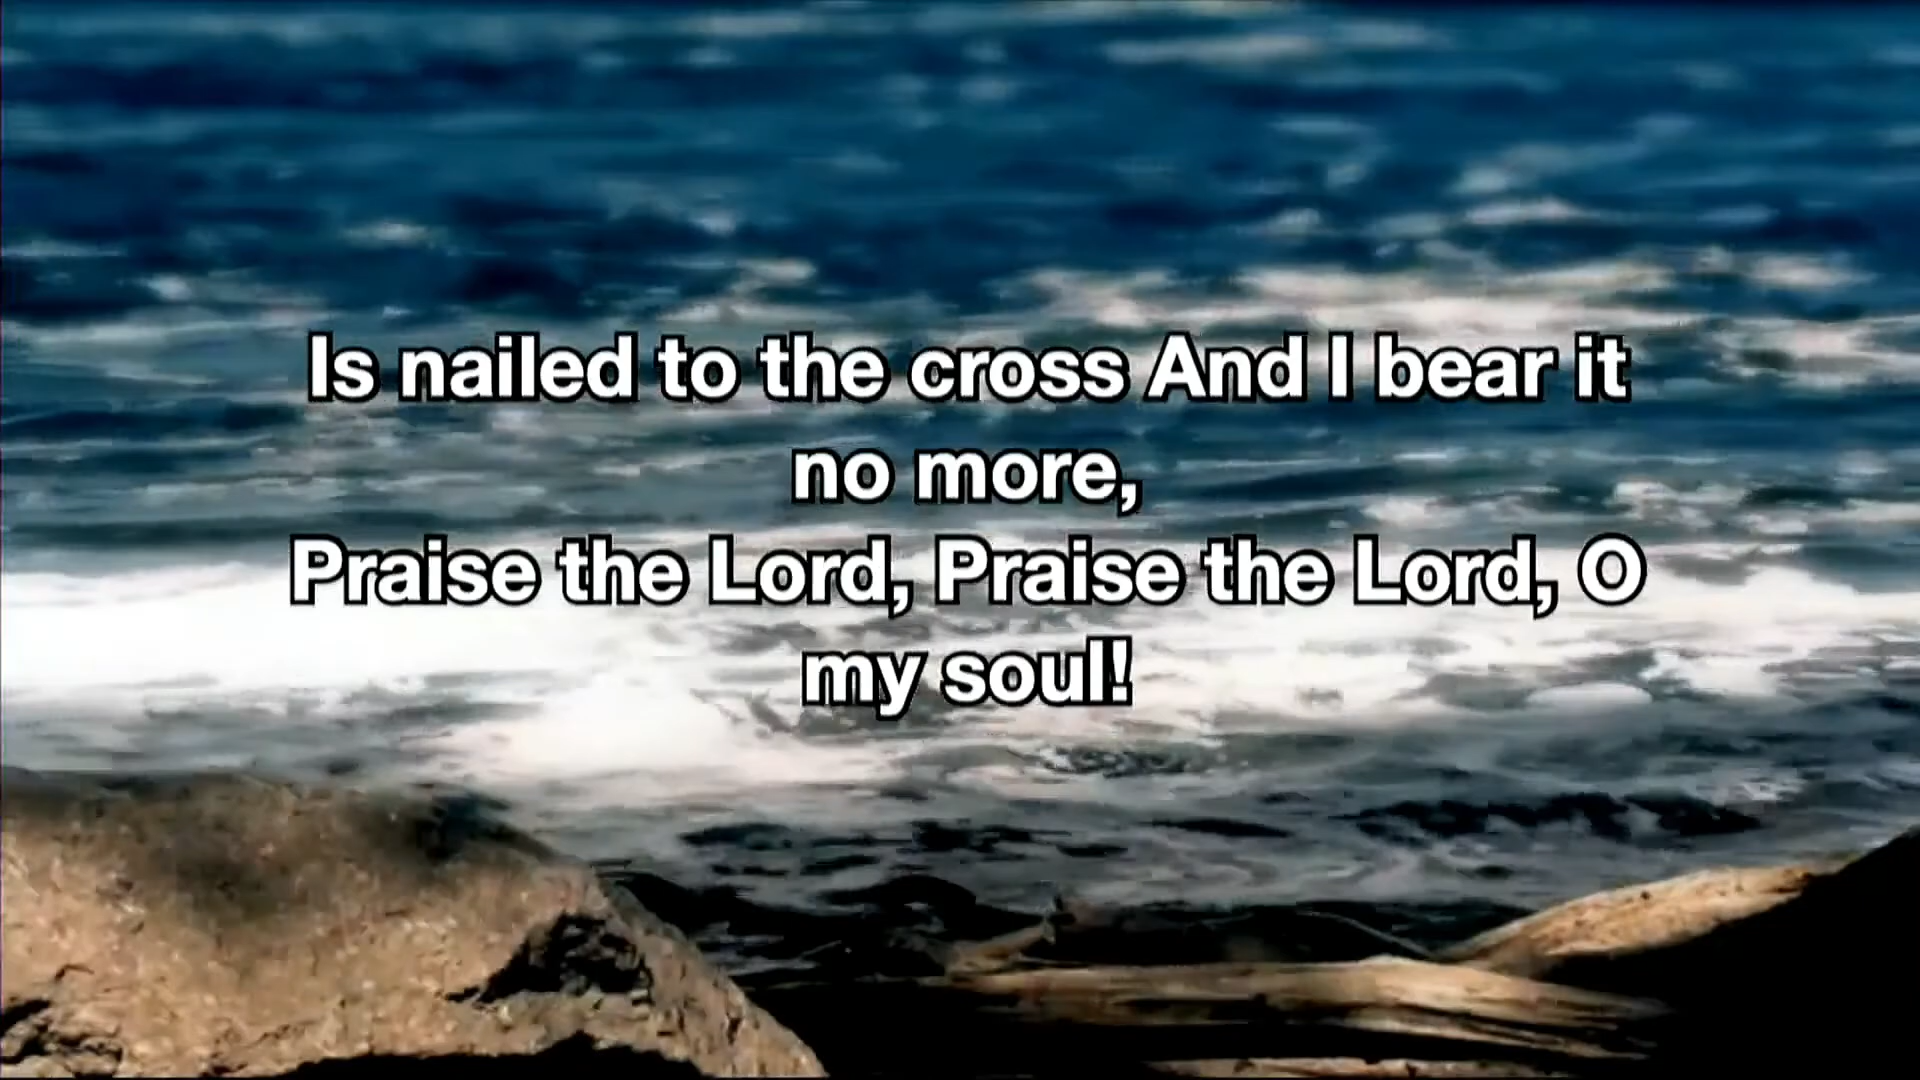 Is nailed to the cross And I bear it
no more,
Praise the Lord, Praise the Lord, O
my soul!